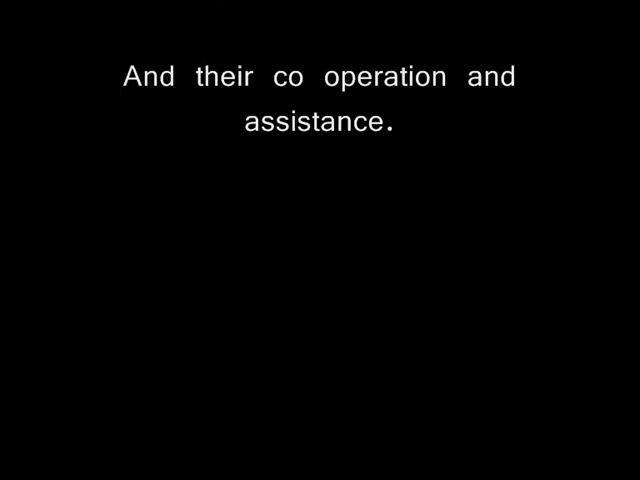 And their co operation and
assistance.